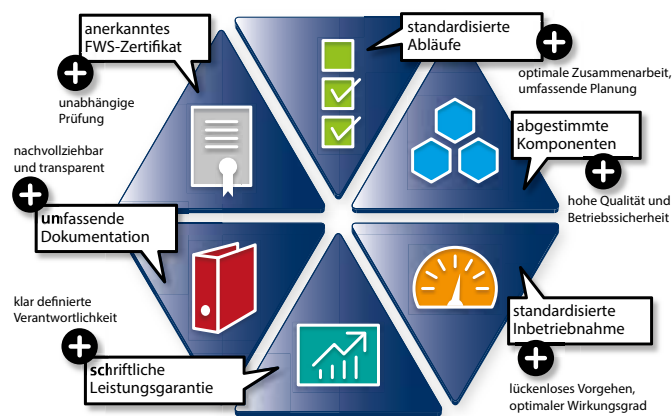 anerkanntes
FWS-Zertifikat
unabhängige
Prüfung
standardisierte
Abläufe
optimale Zusammenarbeit,
umfassende Planung
abgestimmte
Komponenten
hohe Qualität und
Betriebssicherheit
nachvollziehbar
und transparent
umfassende
Dokumentation
klar definierte
Verantwortlichkeit
schriftliche
Leistungsgarantie
standardisierte
Inbetriebnahme
lückenloses Vorgehen,
optimaler Wirkungsgrad